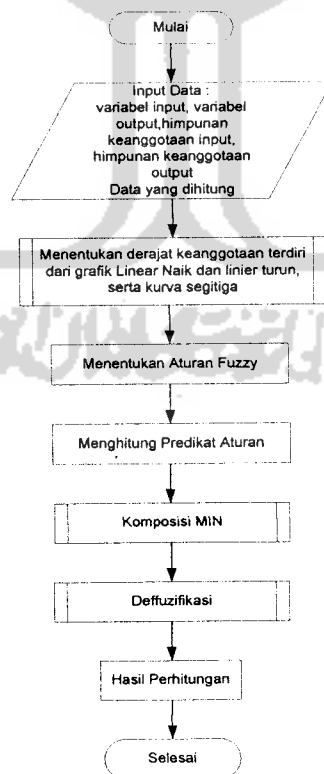 Mulai
Input Data :
variabel input, variabel
output,himpunan
keanggotaan input,
himpunan keanggotaan
output
Data yang dihitung
Menentukan derajat keanggotaan terdiri
dari grafik Linear Naik dan linier turun,
serta kurva segitiga
Menentukan Aturan Fuzzy
Menghitung Predikat Aturan
Komposisi MIN
Deffuzifikasi
Hasil Perhitungan
Selesai